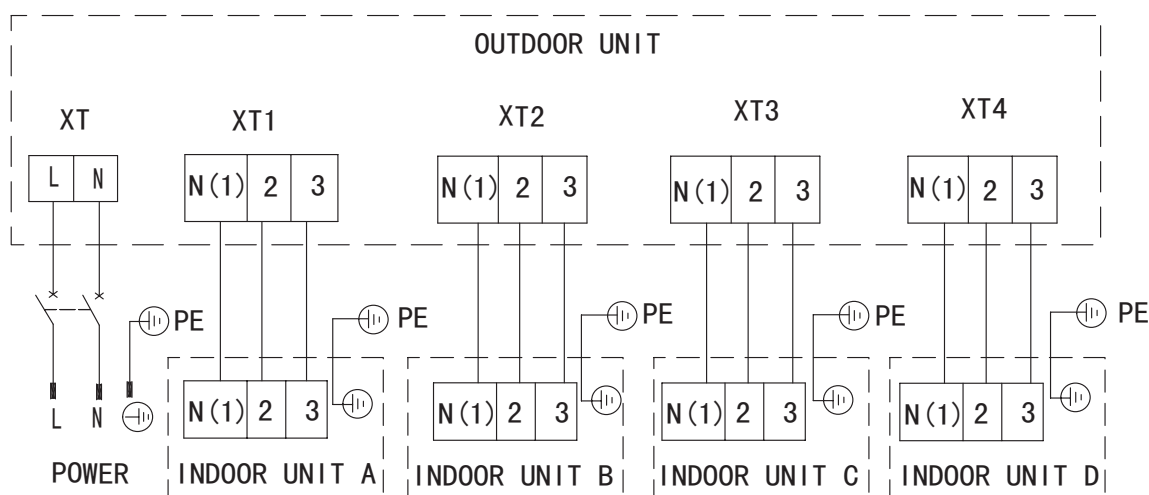 OUTDOOR UNIT
XT XT1 XT2 XT3 XT4
L N N(1) 2 3 N(1) 2 3 N(1) 2 3 N(1) 2 3
PE PE PE PE PE
N(1) 2 3 N(1) 2 3 N(1) 2 3 N(1) 2 3
L N
POWER INDOOR UNIT A INDOOR UNIT B INDOOR UNIT C INDOOR UNIT D